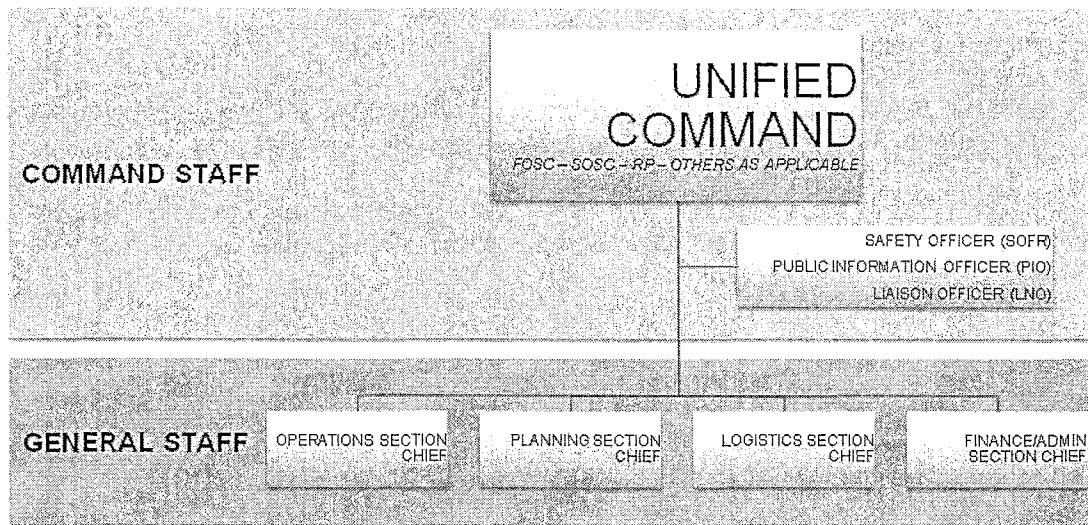 UNIFIED
COMMAND
FOSC – SOSC – RP – OTHERS AS APPLICABLE
COMMAND STAFF
SAFETY OFFICER (SOFR)
PUBLIC INFORMATION OFFICER (PIO)
LIAISON OFFICER (LNO)
GENERAL STAFF
OPERATIONS SECTION
CHIEF
PLANNING SECTION
CHIEF
LOGISTICS SECTION
CHIEF
FINANCE/ADMIN
SECTION CHIEF